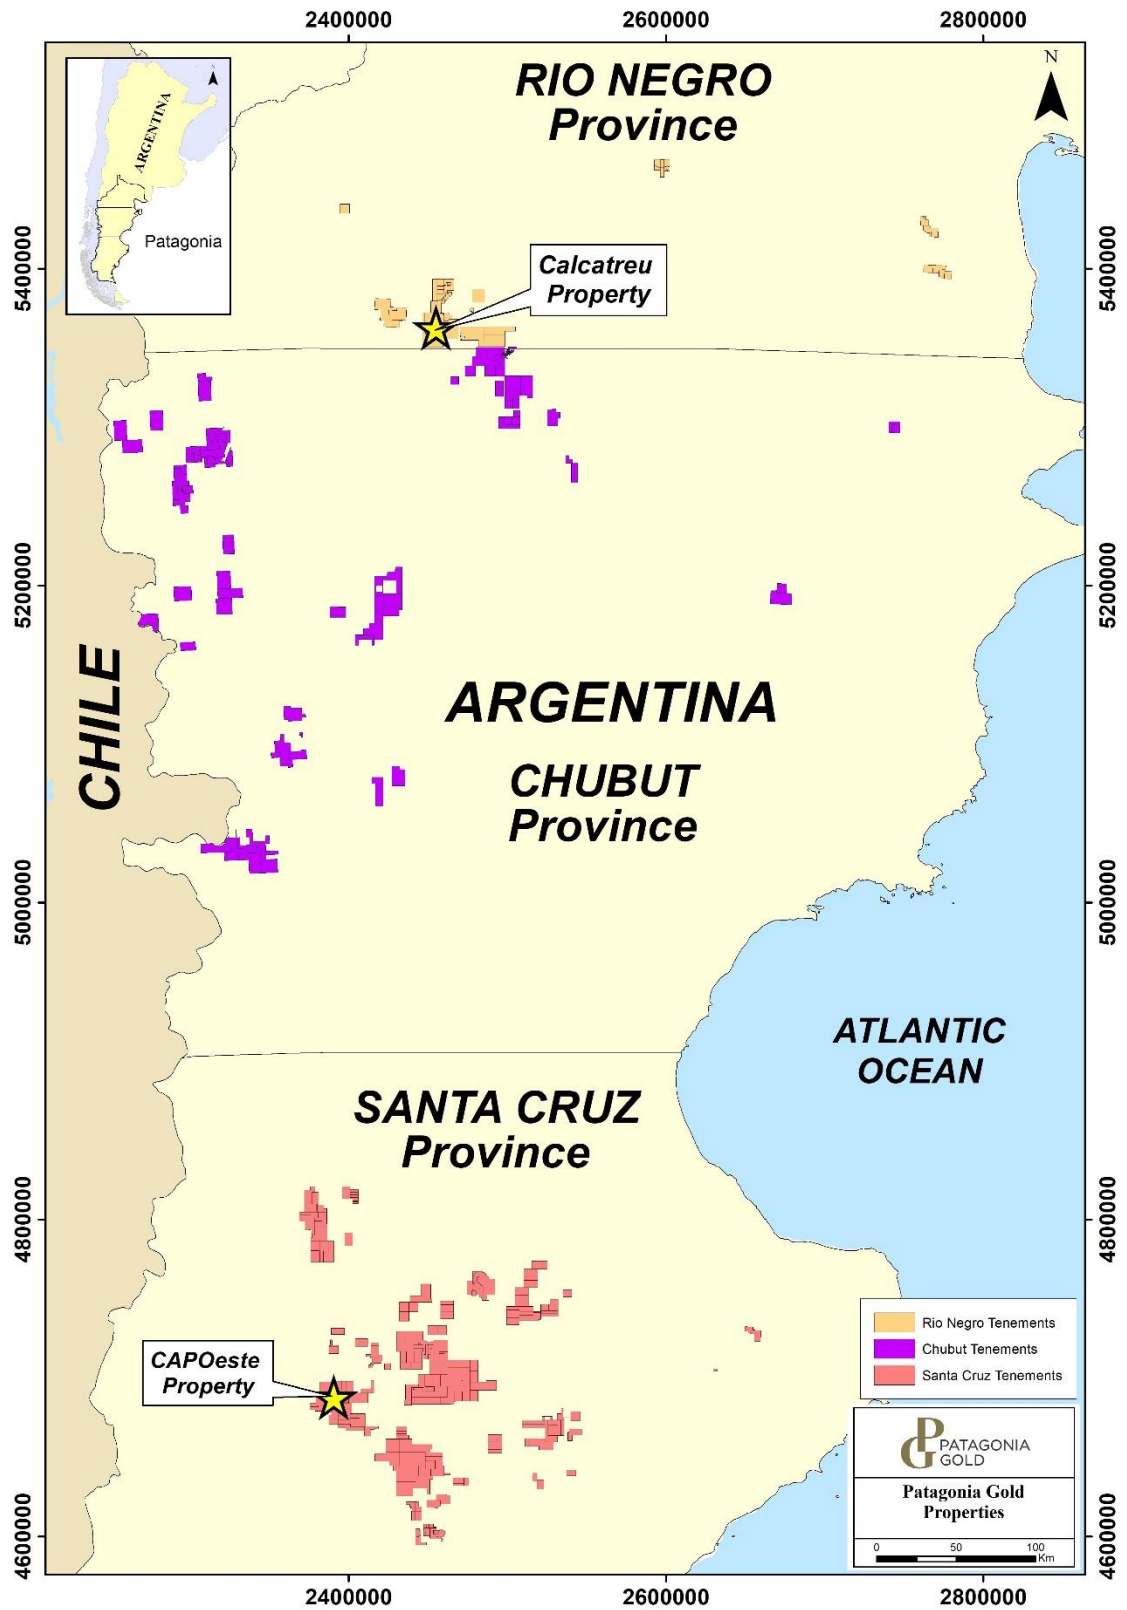 2400000
2600000
2800000
N
RIO NEGRO
Province
ARGENTINA
Patagonia
Calcatreu
Property
5400000
5400000
5200000
5200000
CHILE
ARGENTINA
CHUBUT
Province
5000000
5000000
ATLANTIC
OCEAN
SANTA CRUZ
Province
4800000
4800000
Rio Negro Tenements
Chubut Tenements
Santa Cruz Tenements
CAPOeste
Property
PG
PATAGONIA
GOLD
Patagonia Gold
Properties
0 50 100
Km
4600000
4600000
2400000
2600000
2800000